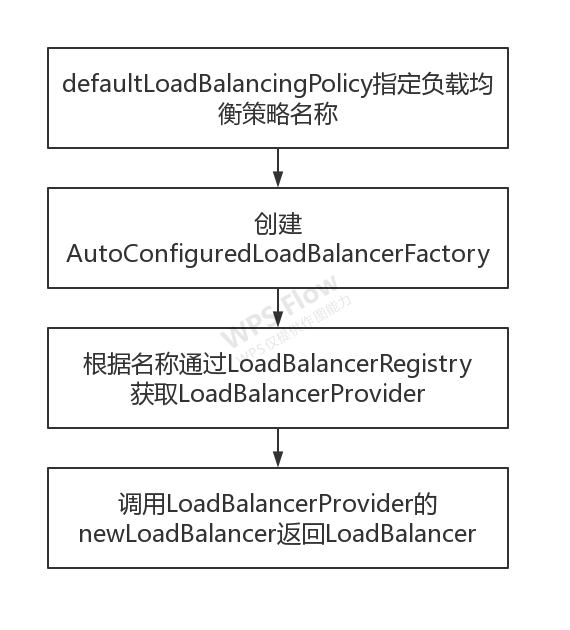 defaultLoadBalancingPolicy指定负载均
衡策略名称
创建
AutoConfiguredLoadBalancerFactory
WPS Flow
WPS仅提供作图能力
根据名称通过LoadBalancerRegistry
获取LoadBalancerProvider
调用LoadBalancerProvider的
newLoadBalancer返回LoadBalancer